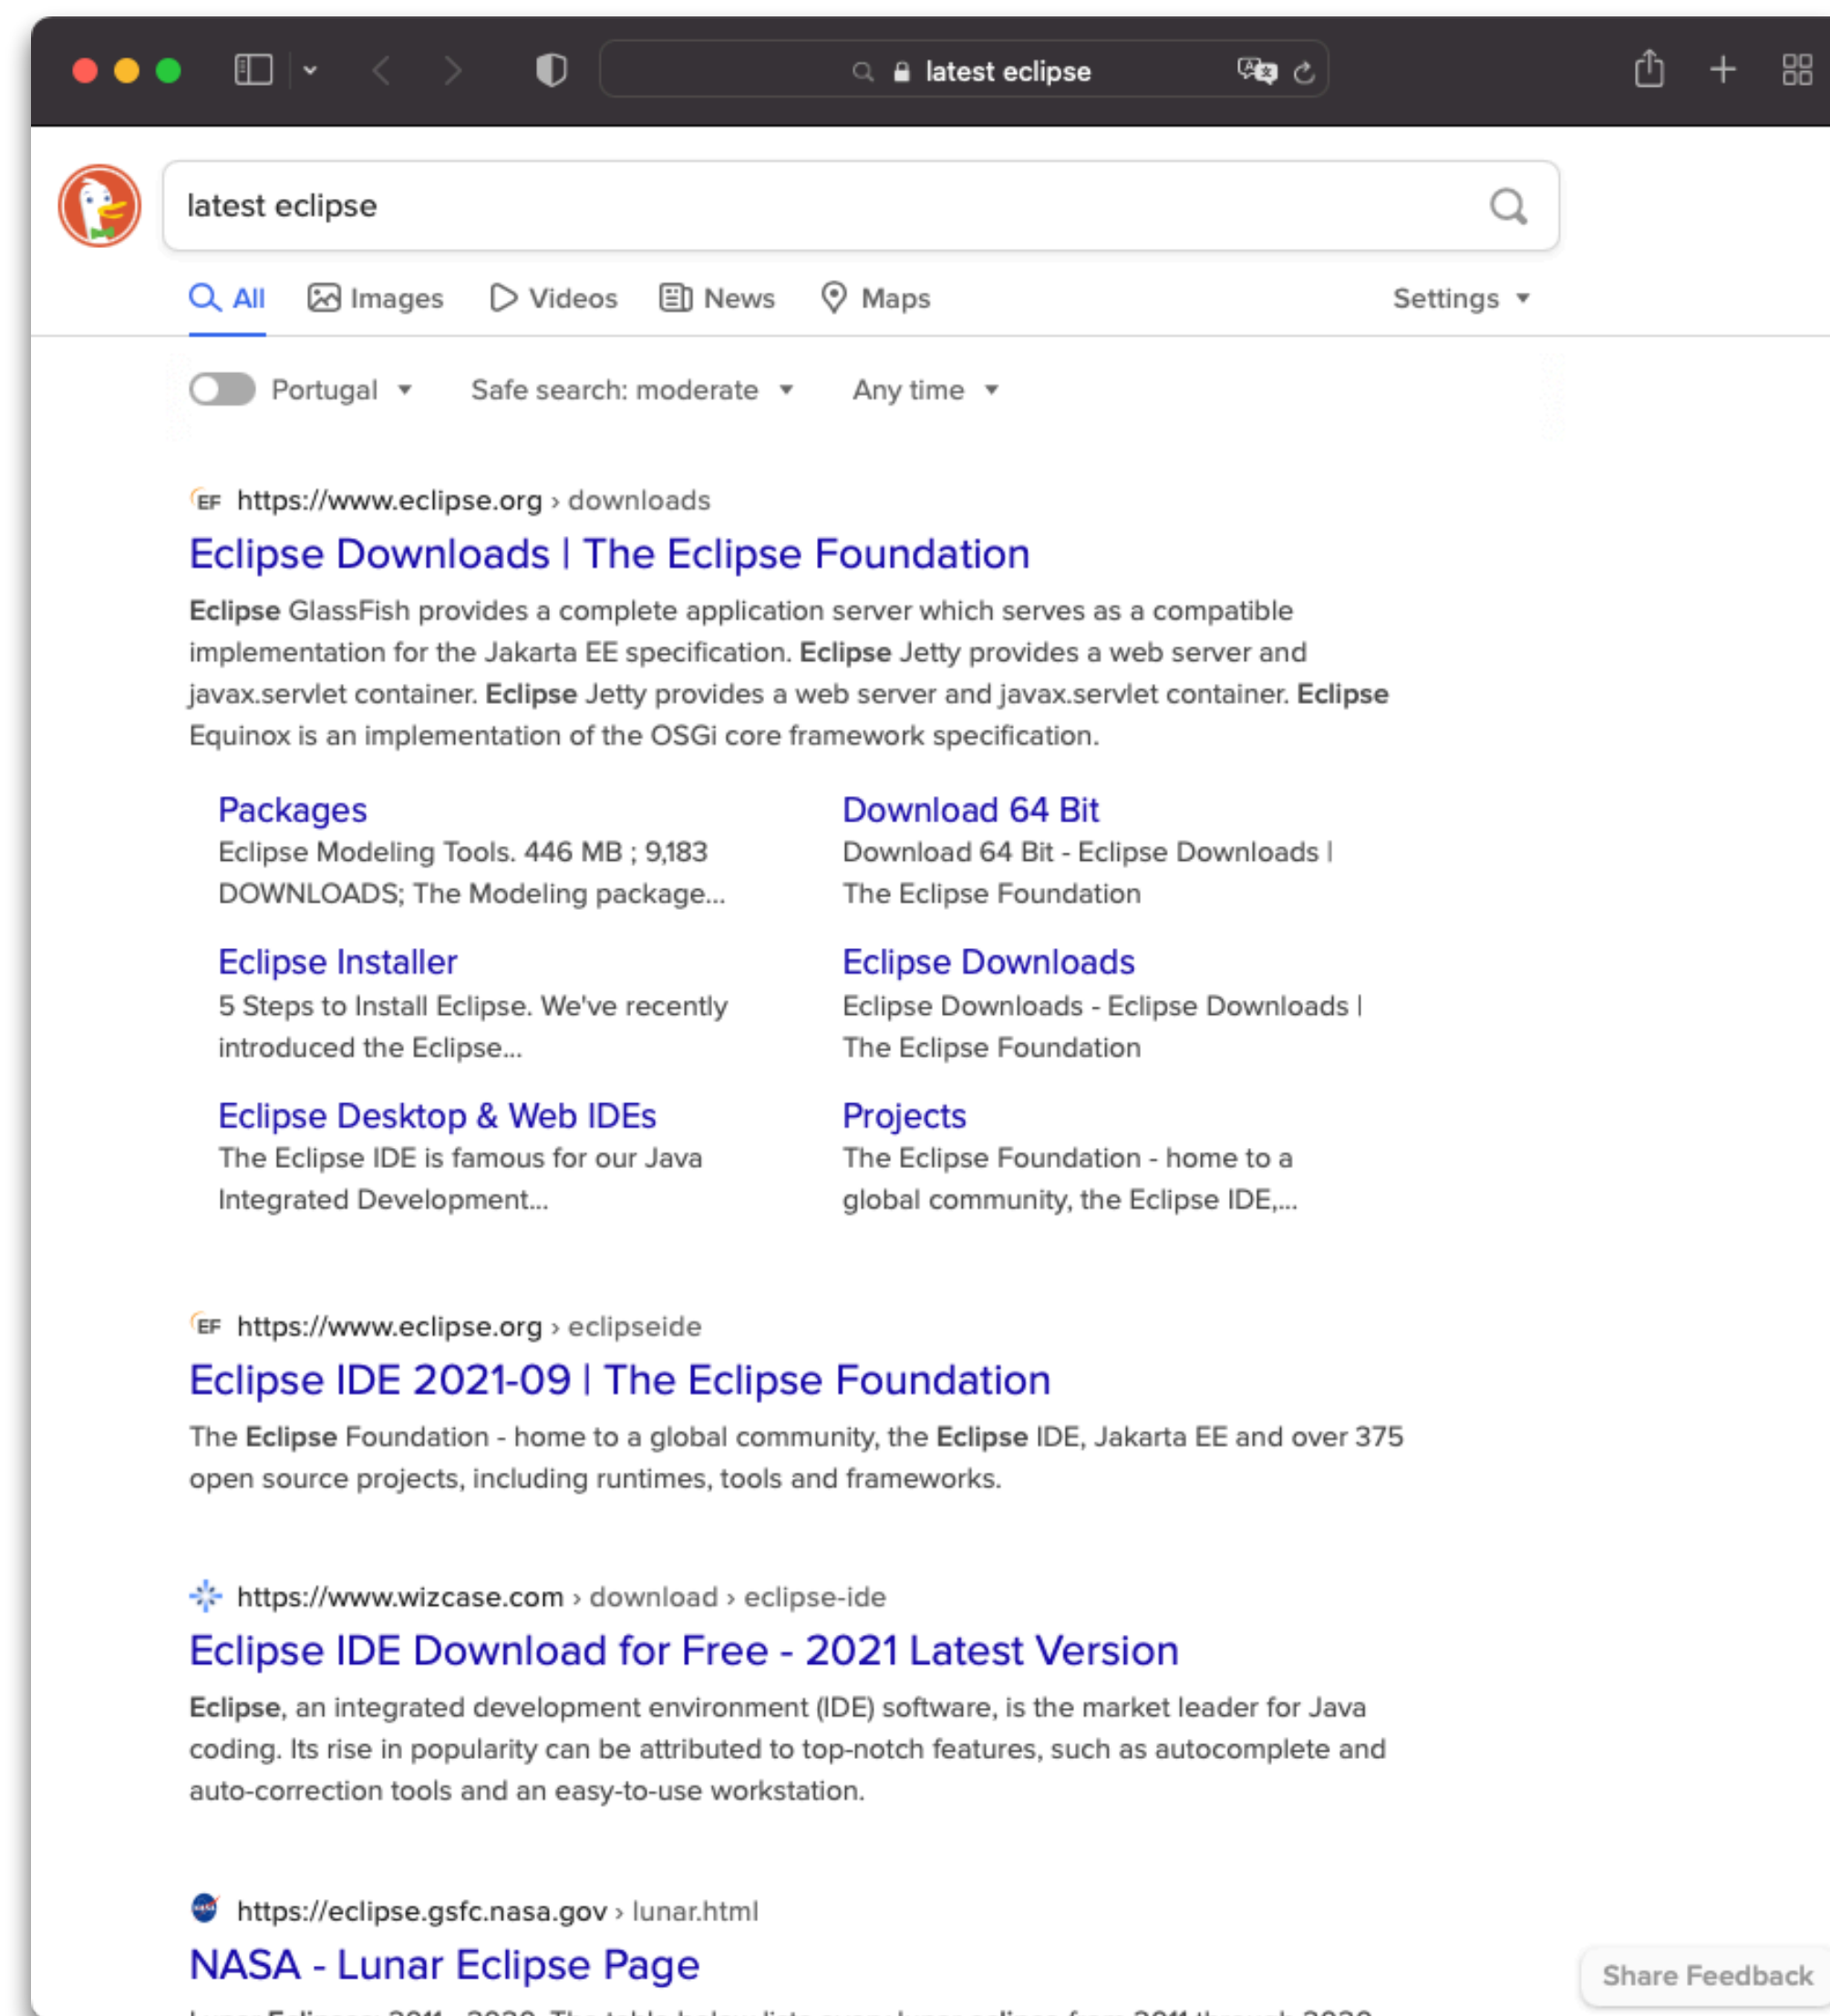 latest eclipse
latest eclipse
All Images Videos News Maps Settings
Portugal Safe search: moderate Any time
EF https://www.eclipse.org › downloads
Eclipse Downloads | The Eclipse Foundation
Eclipse GlassFish provides a complete application server which serves as a compatible
implementation for the Jakarta EE specification. Eclipse Jetty provides a web server and
javax.servlet container. Eclipse Jetty provides a web server and javax.servlet container. Eclipse
Equinox is an implementation of the OSGi core framework specification.
Packages
Eclipse Modeling Tools. 446 MB ; 9,183
DOWNLOADS; The Modeling package...
Download 64 Bit
Download 64 Bit - Eclipse Downloads |
The Eclipse Foundation
Eclipse Installer
5 Steps to Install Eclipse. We've recently
introduced the Eclipse...
Eclipse Downloads
Eclipse Downloads - Eclipse Downloads |
The Eclipse Foundation
Eclipse Desktop & Web IDEs
The Eclipse IDE is famous for our Java
Integrated Development...
Projects
The Eclipse Foundation - home to a
global community, the Eclipse IDE,...
EF https://www.eclipse.org › eclipseide
Eclipse IDE 2021-09 | The Eclipse Foundation
The Eclipse Foundation - home to a global community, the Eclipse IDE, Jakarta EE and over 375
open source projects, including runtimes, tools and frameworks.
https://www.wizcase.com › download › eclipse-ide
Eclipse IDE Download for Free - 2021 Latest Version
Eclipse, an integrated development environment (IDE) software, is the market leader for Java
coding. Its rise in popularity can be attributed to top-notch features, such as autocomplete and
auto-correction tools and an easy-to-use workstation.
https://eclipse.gsfc.nasa.gov › lunar.html
NASA - Lunar Eclipse Page
Share Feedback